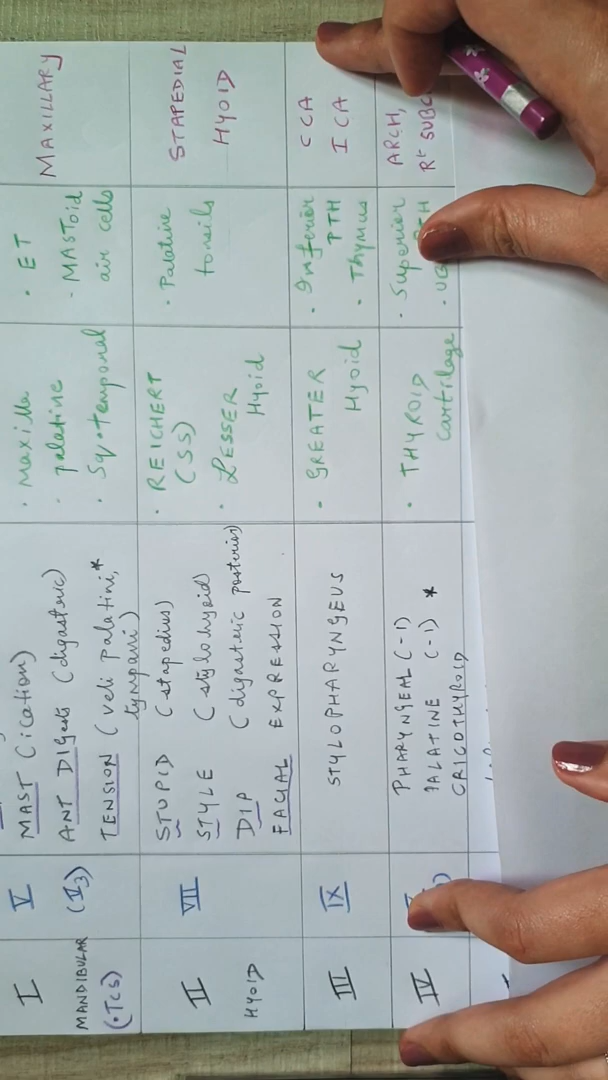 I
MANDIBULAR
(•TCS)
V
(V3)
MAST (ication)
ANT DIGests (digasteric)
TENSION (veli palatini,*
tympani)
• Maxilla
• palatine
• Sq. temporal
• ET
• MASToid
air cells
MAXILLARY
II
HYOID
VII
STUPID (stapedius)
STYLE (stylohyoid)
DIP (digasteric posterior)
FACIAL EXPRESSION
• REICHERT
(SS)
• LESSER
Hyoid
• Palatine
tonsils
STAPEDIAL
HYOID
III
IX
STYLOPHARYNGEUS
• GREATER
Hyoid
• Inferior
PTH
• Thymus
CCA
ICA
IV
PHARYNGEAL (-1)
PALATINE (-1) *
CRICOTHYROID
• THYROID
cartilage
• Superior
ARCH,
Rt SUBC